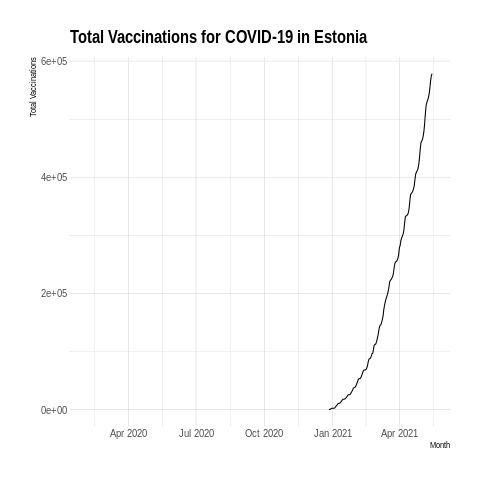 Total Vaccinations for COVID-19 in Estonia
Total Vaccinations
6e+05
4e+05
2e+05
0e+00
Apr 2020 Jul 2020 Oct 2020 Jan 2021 Apr 2021
Month